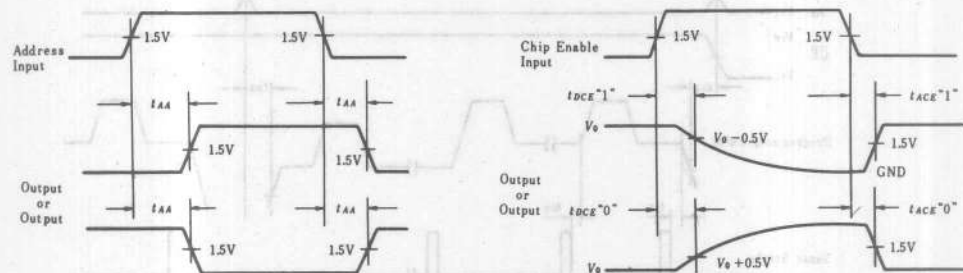 Address
Input
1.5V
1.5V
tAA
tAA
1.5V
1.5V
Output
or
Output
tAA
tAA
1.5V
1.5V
Chip Enable
Input
1.5V
1.5V
tDCE"1"
tACE"1"
V0
V0−0.5V
1.5V
GND
Output
or
Output
tDCE"0"
tACE"0"
1.5V
V0
V0+0.5V